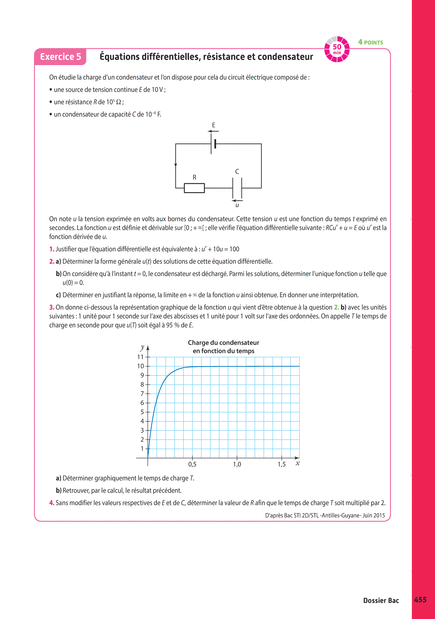 4 POINTS
50
min
Exercice 5 Équations différentielles, résistance et condensateur
On étudie la charge d'un condensateur et l'on dispose pour cela du circuit électrique composé de :
• une source de tension continue E de 10 V ;
• une résistance R de 10⁵ Ω ;
• un condensateur de capacité C de 10⁻⁶ F.
E
R
C
u
On note u la tension exprimée en volts aux bornes du condensateur. Cette tension u est une fonction du temps t exprimé en
secondes. La fonction u est définie et dérivable sur [0 ; + ∞[ ; elle vérifie l'équation différentielle suivante : RCu' + u = E où u' est la
fonction dérivée de u.
1. Justifier que l'équation différentielle est équivalente à : u' + 10u = 100
2. a) Déterminer la forme générale u(t) des solutions de cette équation différentielle.
b) On considère qu'à l'instant t = 0, le condensateur est déchargé. Parmi les solutions, déterminer l'unique fonction u telle que
u(0) = 0.
c) Déterminer en justifiant la réponse, la limite en + ∞ de la fonction u ainsi obtenue. En donner une interprétation.
3. On donne ci-dessous la représentation graphique de la fonction u qui vient d'être obtenue à la question 2. b) avec les unités
suivantes : 1 unité pour 1 seconde sur l'axe des abscisses et 1 unité pour 1 volt sur l'axe des ordonnées. On appelle T le temps de
charge en seconde pour que u(T) soit égal à 95 % de E.
Charge du condensateur
en fonction du temps
y
11
10
9
8
7
6
5
4
3
2
1
0,5 1,0 1,5 x
a) Déterminer graphiquement le temps de charge T.
b) Retrouver, par le calcul, le résultat précédent.
4. Sans modifier les valeurs respectives de E et de C, déterminer la valeur de R afin que le temps de charge T soit multiplié par 2.
D'après Bac STI 2D/STL -Antilles-Guyane- Juin 2015
Dossier Bac 455